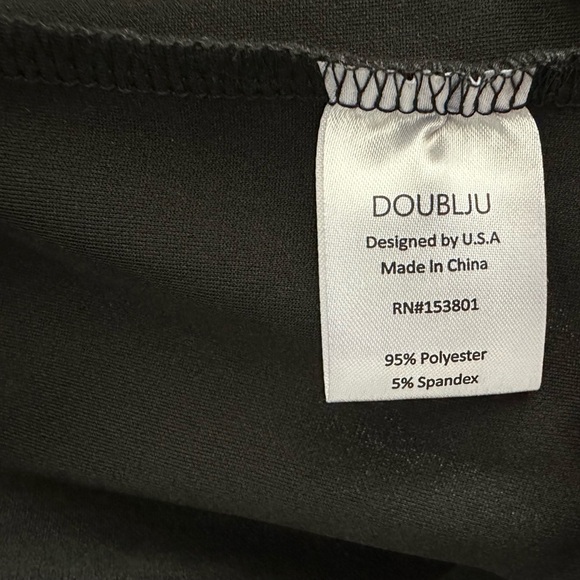 DOUBLJU
Designed by U.S.A
Made In China
RN#153801
95% Polyester
5% Spandex